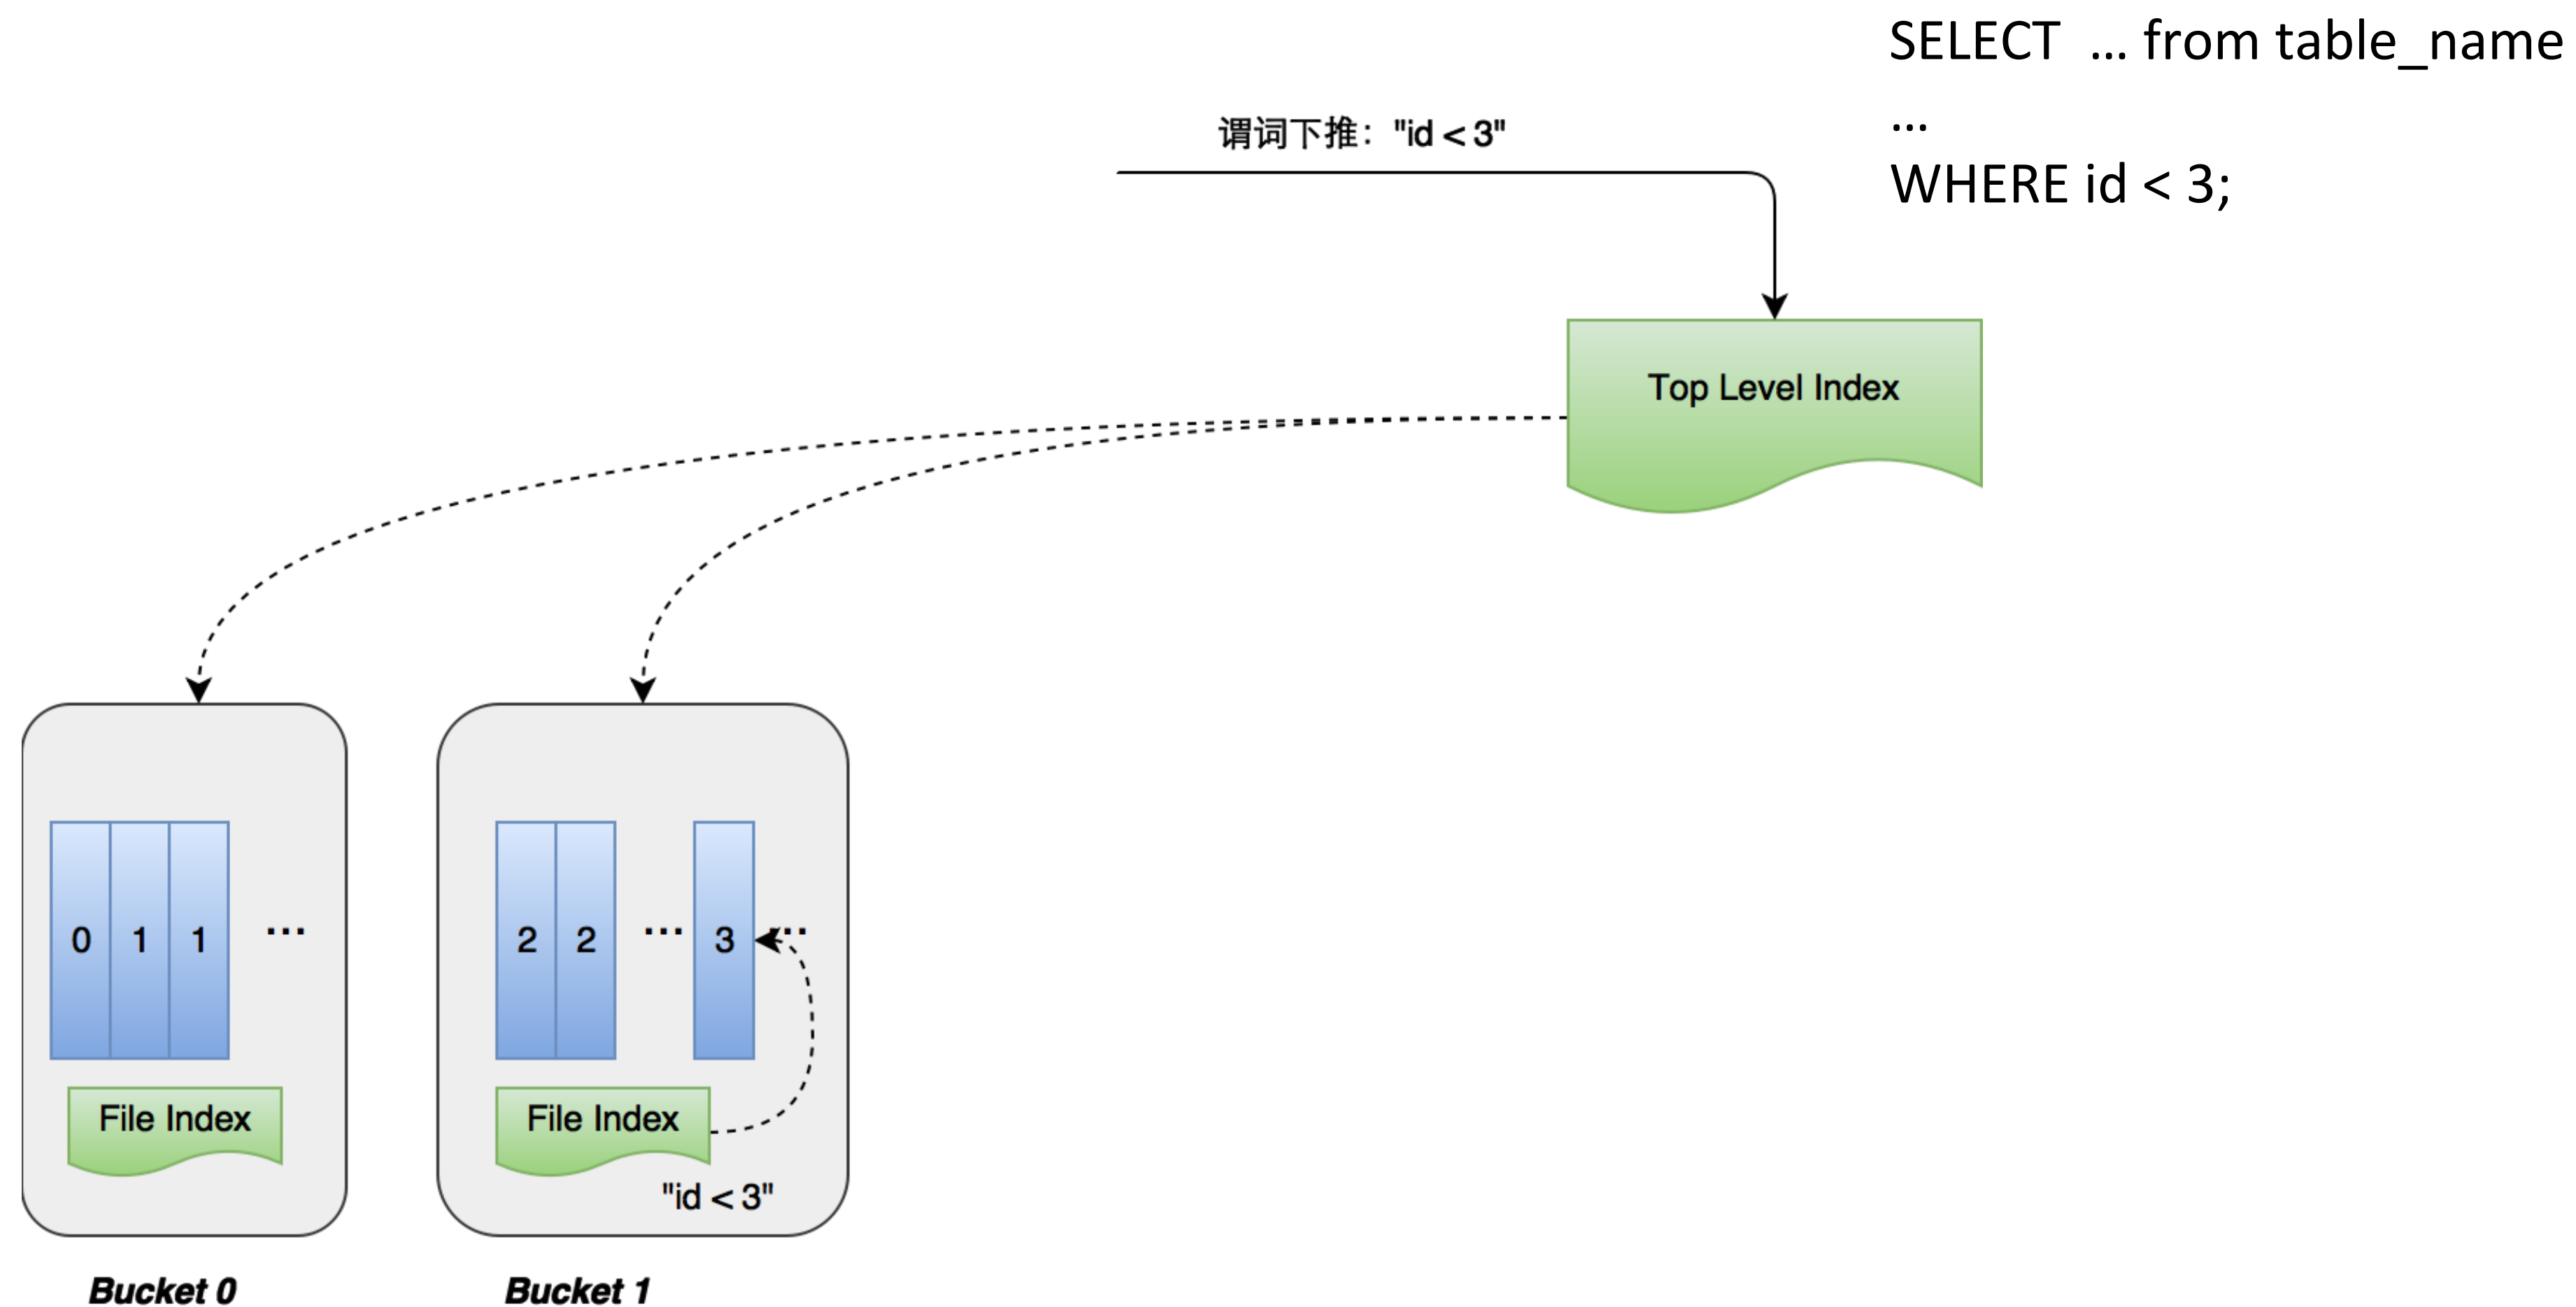 SELECT … from table_name
…
WHERE id < 3;
谓词下推："id < 3"
Top Level Index
0 1 1 …
2 2 … 3 …
File Index
File Index
"id < 3"
Bucket 0
Bucket 1